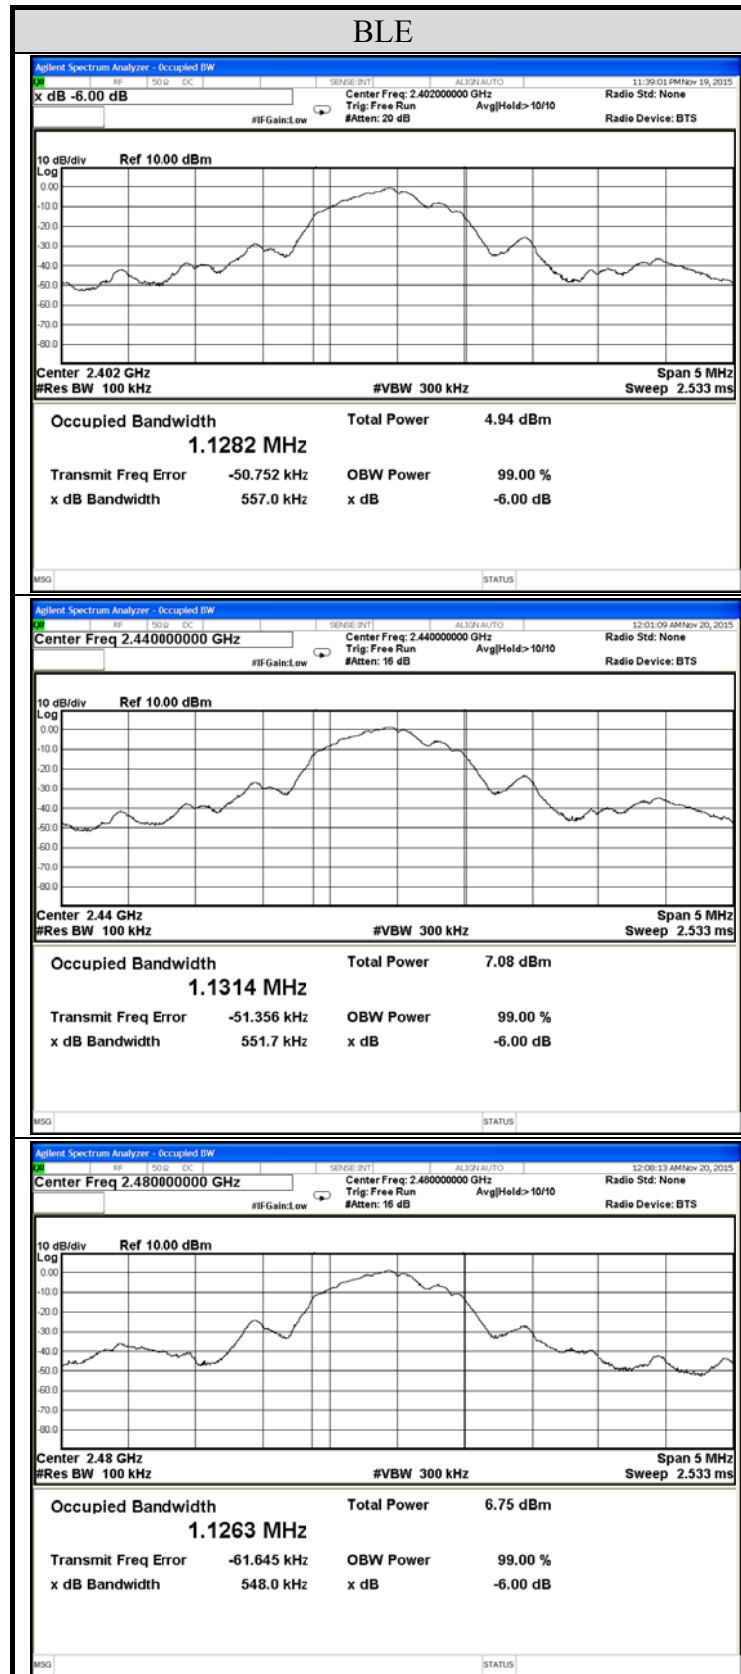 BLE
Agilent Spectrum Analyzer - Occupied BW
RF 50 Ω DC SENSE:INT ALIGN AUTO 11:39:01 PM Nov 19, 2015
x dB -6.00 dB Center Freq: 2.402000000 GHz Radio Std: None
Trig: Free Run Avg|Hold:> 10/10
#IFGain:Low #Atten: 20 dB Radio Device: BTS
10 dB/div Ref 10.00 dBm
Log
0.00
-10.0
-20.0
-30.0
-40.0
-50.0
-60.0
-70.0
-80.0
Center 2.402 GHz Span 5 MHz
#Res BW 100 kHz #VBW 300 kHz Sweep 2.533 ms
Occupied Bandwidth Total Power 4.94 dBm
1.1282 MHz
Transmit Freq Error -50.752 kHz OBW Power 99.00 %
x dB Bandwidth 557.0 kHz x dB -6.00 dB
MSG STATUS
Agilent Spectrum Analyzer - Occupied BW
RF 50 Ω DC SENSE:INT ALIGN AUTO 12:01:09 AM Nov 20, 2015
Center Freq 2.440000000 GHz Center Freq: 2.440000000 GHz Radio Std: None
Trig: Free Run Avg|Hold:> 10/10
#IFGain:Low #Atten: 16 dB Radio Device: BTS
10 dB/div Ref 10.00 dBm
Log
0.00
-10.0
-20.0
-30.0
-40.0
-50.0
-60.0
-70.0
-80.0
Center 2.44 GHz Span 5 MHz
#Res BW 100 kHz #VBW 300 kHz Sweep 2.533 ms
Occupied Bandwidth Total Power 7.08 dBm
1.1314 MHz
Transmit Freq Error -51.356 kHz OBW Power 99.00 %
x dB Bandwidth 551.7 kHz x dB -6.00 dB
MSG STATUS
Agilent Spectrum Analyzer - Occupied BW
RF 50 Ω DC SENSE:INT ALIGN AUTO 12:08:13 AM Nov 20, 2015
Center Freq 2.480000000 GHz Center Freq: 2.480000000 GHz Radio Std: None
Trig: Free Run Avg|Hold:> 10/10
#IFGain:Low #Atten: 16 dB Radio Device: BTS
10 dB/div Ref 10.00 dBm
Log
0.00
-10.0
-20.0
-30.0
-40.0
-50.0
-60.0
-70.0
-80.0
Center 2.48 GHz Span 5 MHz
#Res BW 100 kHz #VBW 300 kHz Sweep 2.533 ms
Occupied Bandwidth Total Power 6.75 dBm
1.1263 MHz
Transmit Freq Error -61.645 kHz OBW Power 99.00 %
x dB Bandwidth 548.0 kHz x dB -6.00 dB
MSG STATUS